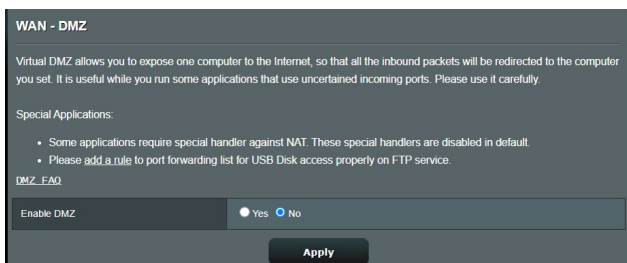 WAN - DMZ
Virtual DMZ allows you to expose one computer to the Internet, so that all the inbound packets will be redirected to the computer
you set. It is useful while you run some applications that use uncertained incoming ports. Please use it carefully.
Special Applications:
• Some applications require special handler against NAT. These special handlers are disabled in default.
• Please add a rule to port forwarding list for USB Disk access properly on FTP service.
DMZ FAQ
Enable DMZ Yes No
Apply